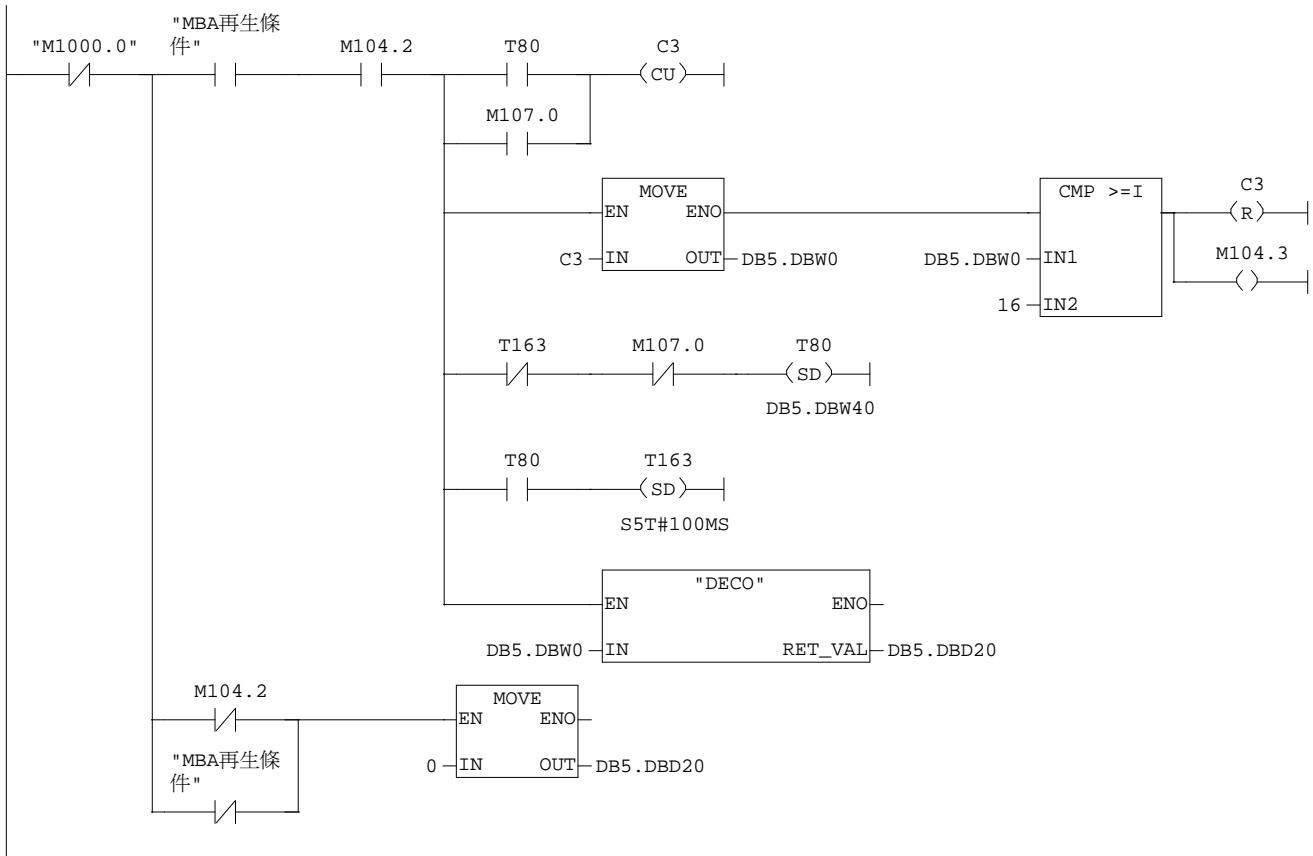 "MBA再生條
件"
"M1000.0" M104.2 T80 C3
CU
M107.0
MOVE CMP >=I C3
EN ENO R
C3 IN OUT DB5.DBW0 DB5.DBW0 IN1 M104.3
16 IN2
T163 M107.0 T80
SD
DB5.DBW40
T80 T163
SD
S5T#100MS
"DECO"
EN ENO
DB5.DBW0 IN RET_VAL DB5.DBD20
M104.2 MOVE
EN ENO
"MBA再生條
件"
0 IN OUT DB5.DBD20